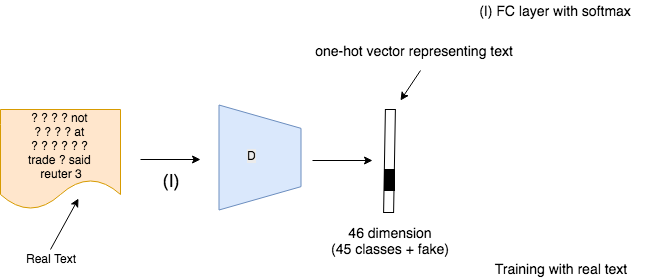 (I) FC layer with softmax
one-hot vector representing text
? ? ? ? not
? ? ? ? at
? ? ? ? ? ?
trade ? said
reuter 3
(I)
D
Real Text
46 dimension
(45 classes + fake)
Training with real text